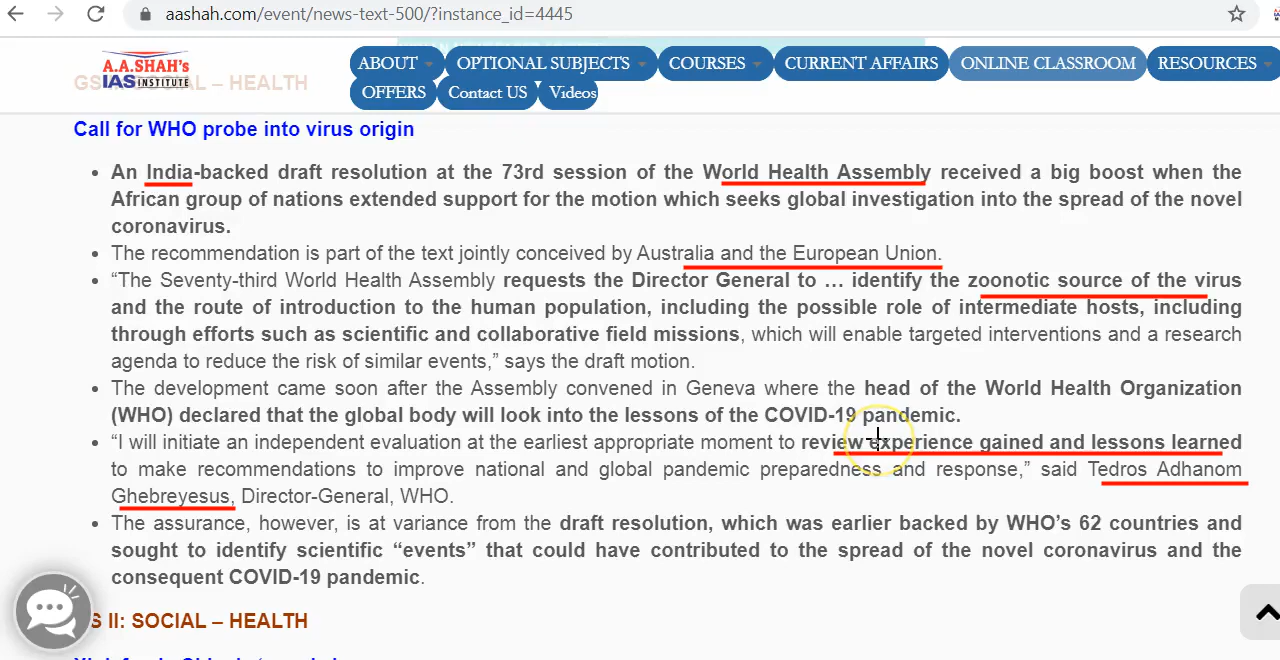 aashah.com/event/news-text-500/?instance_id=4445
A.A.SHAH's
IAS INSTITUTE
ABOUT OPTIONAL SUBJECTS COURSES CURRENT AFFAIRS ONLINE CLASSROOM RESOURCES
OFFERS Contact US Videos
GS L – HEALTH
Call for WHO probe into virus origin
• An India-backed draft resolution at the 73rd session of the World Health Assembly received a big boost when the
African group of nations extended support for the motion which seeks global investigation into the spread of the novel
coronavirus.
• The recommendation is part of the text jointly conceived by Australia and the European Union.
• “The Seventy-third World Health Assembly requests the Director General to … identify the zoonotic source of the virus
and the route of introduction to the human population, including the possible role of intermediate hosts, including
through efforts such as scientific and collaborative field missions, which will enable targeted interventions and a research
agenda to reduce the risk of similar events,” says the draft motion.
• The development came soon after the Assembly convened in Geneva where the head of the World Health Organization
(WHO) declared that the global body will look into the lessons of the COVID-19 pandemic.
• “I will initiate an independent evaluation at the earliest appropriate moment to review experience gained and lessons learned
to make recommendations to improve national and global pandemic preparedness and response,” said Tedros Adhanom
Ghebreyesus, Director-General, WHO.
• The assurance, however, is at variance from the draft resolution, which was earlier backed by WHO’s 62 countries and
sought to identify scientific “events” that could have contributed to the spread of the novel coronavirus and the
consequent COVID-19 pandemic.
S II: SOCIAL – HEALTH